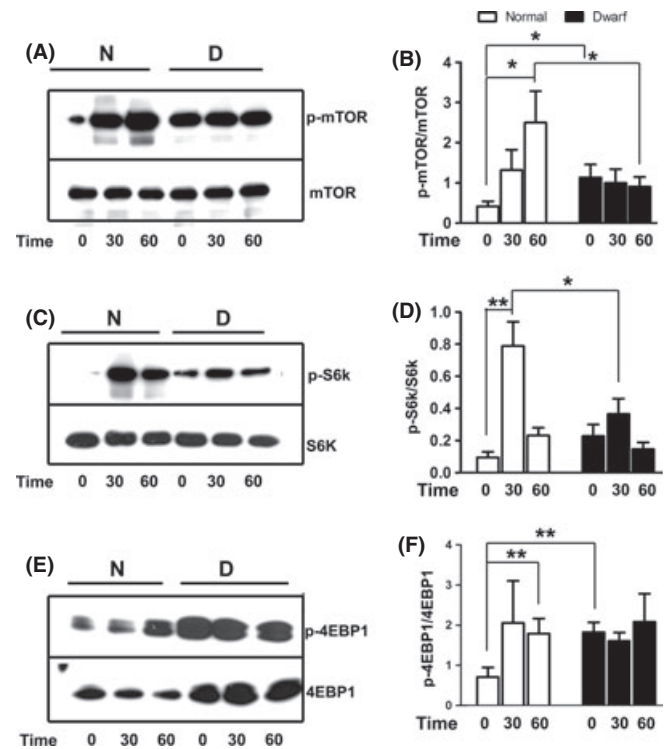 Normal Dwarf
(A) N D
p-mTOR
mTOR
Time 0 30 60 0 30 60
(B)
* * *
p-mTOR/mTOR
4
3
2
1
0
0 30 60 0 30 60
Time
(C) N D
p-S6k
S6K
Time 0 30 60 0 30 60
(D)
** *
p-S6k/S6k
1.0
0.8
0.6
0.4
0.2
0.0
0 30 60 0 30 60
Time
(E) N D
p-4EBP1
4EBP1
Time 0 30 60 0 30 60
(F)
** **
p-4EBP1/4EBP1
4
3
2
1
0
Time 0 30 60 0 30 60